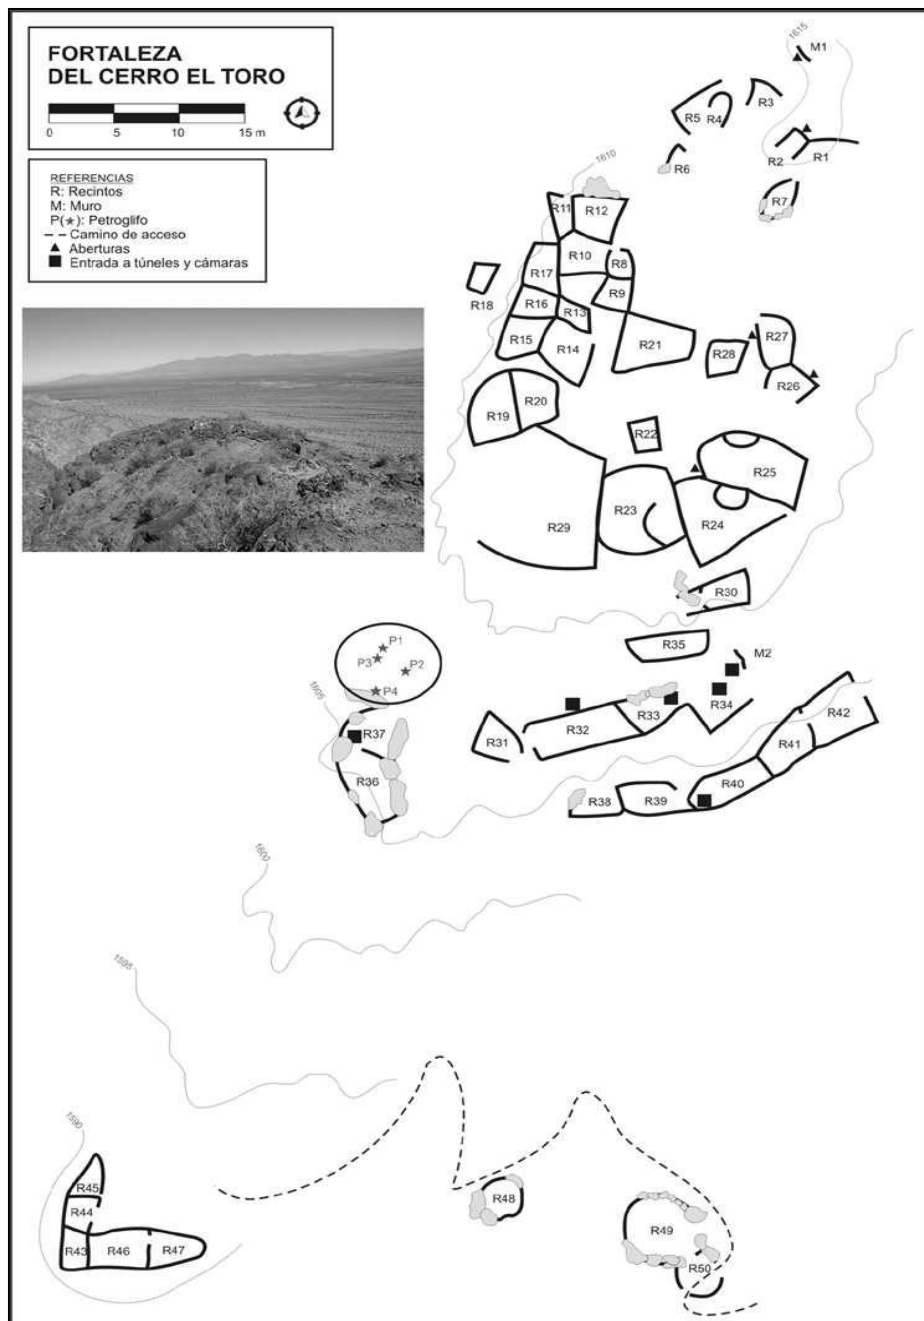 FORTALEZA
DEL CERRO EL TORO
0 5 10 15 m
REFERENCIAS
R: Recintos
M: Muro
P(★): Petroglifo
Camino de acceso
Aberturas
Entrada a túneles y cámaras
1615
M1
R3
R5
R4
R2
R1
R6
1610
R7
R11
R12
R10
R8
R17
R18
R9
R16
R13
R15
R14
R21
R28
R27
R26
R20
R19
R22
R25
R23
R29
R24
R30
P1
P3
P2
P4
R35
M2
1605
R37
R34
R33
R32
R31
R42
R41
R40
R36
R38
R39
1600
1595
1590
R45
R44
R43
R46
R47
R48
R49
R50